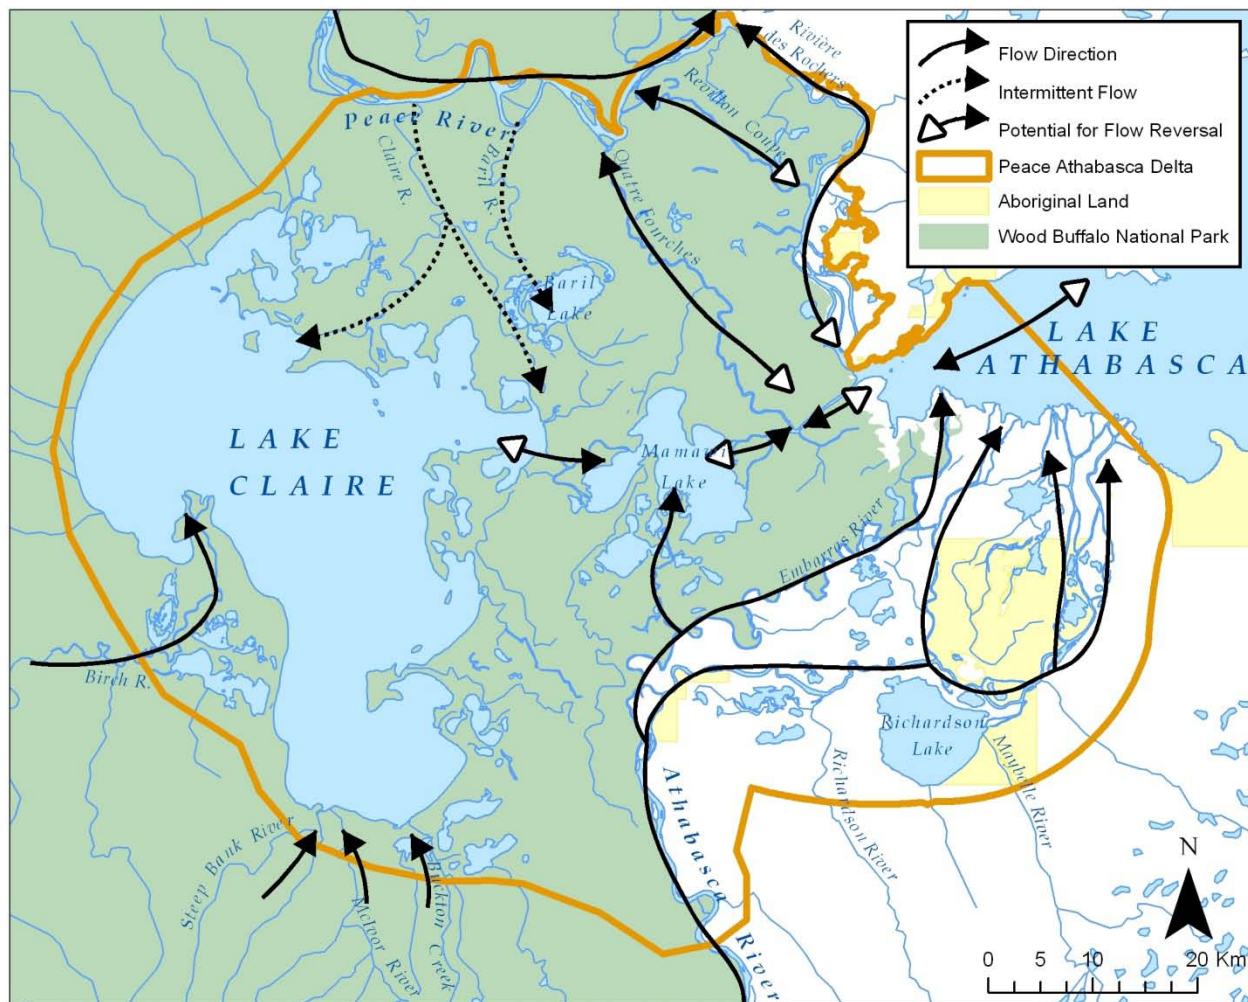 Rivière
des Rochers
Revillon Coupe
Peace River
Claire R.
Baril R.
Quatre Fourches
Baril
Lake
LAKE
ATHABASCA
LAKE
CLAIRE
Mamawi
Lake
Embarras River
Birch R.
Richardson
Lake
Maybelle River
Richardson River
Athabasca
River
Steep Bank River
McIvor River
Buckton Creek
Flow Direction
Intermittent Flow
Potential for Flow Reversal
Peace Athabasca Delta
Aboriginal Land
Wood Buffalo National Park
N
0 5 10 20 Km